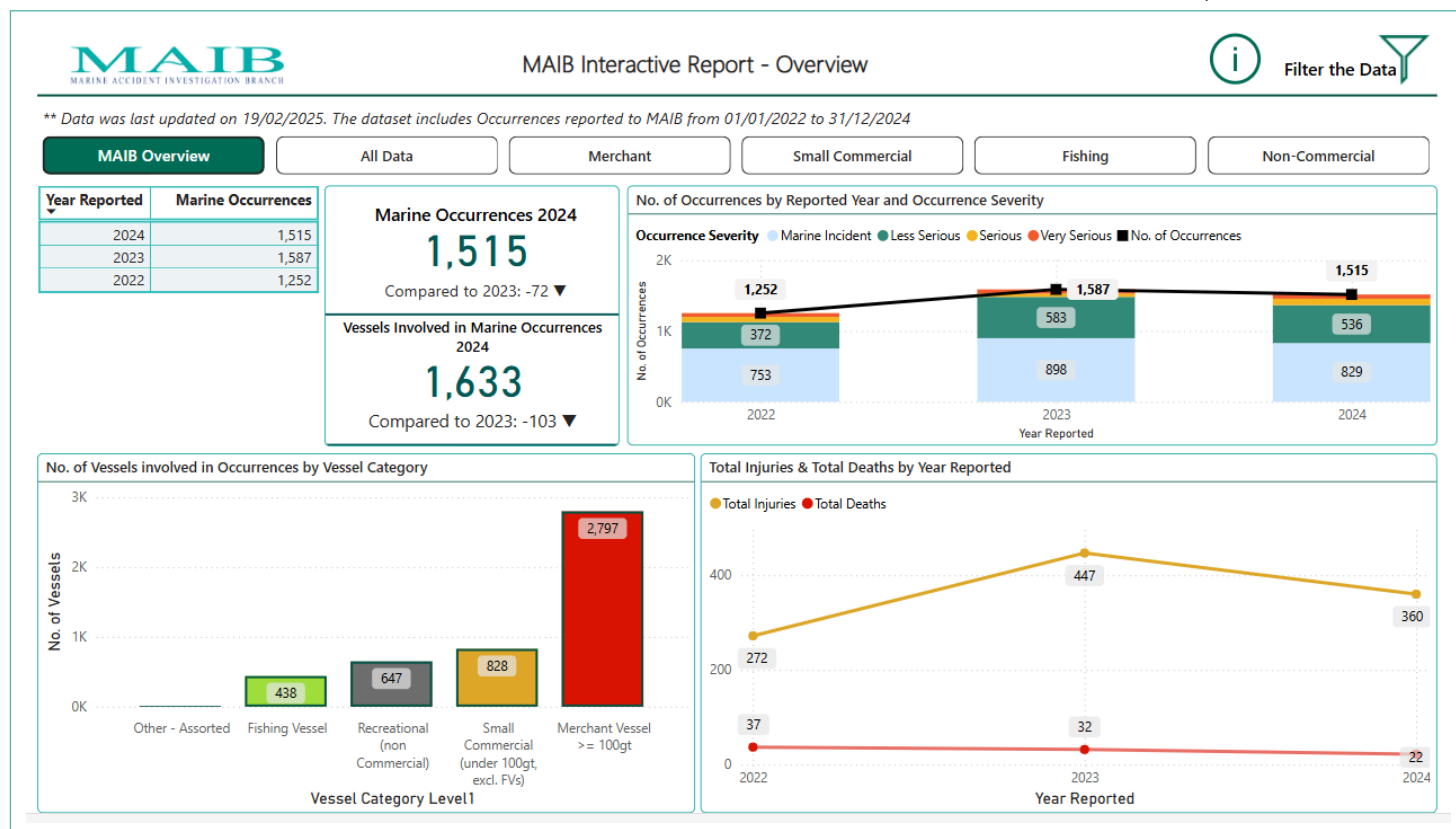 MAIB
MARINE ACCIDENT INVESTIGATION BRANCH
MAIB Interactive Report - Overview
i
Filter the Data
** Data was last updated on 19/02/2025. The dataset includes Occurrences reported to MAIB from 01/01/2022 to 31/12/2024
MAIB Overview
All Data
Merchant
Small Commercial
Fishing
Non-Commercial
Year Reported Marine Occurrences
2024 1,515
2023 1,587
2022 1,252
Marine Occurrences 2024
1,515
Compared to 2023: -72 ▼
Vessels Involved in Marine Occurrences
2024
1,633
Compared to 2023: -103 ▼
No. of Occurrences by Reported Year and Occurrence Severity
Occurrence Severity Marine Incident Less Serious Serious Very Serious No. of Occurrences
No. of Occurrences
2K
1K
0K
1,252
1,587
1,515
372
583
536
753
898
829
2022 2023 2024
Year Reported
No. of Vessels involved in Occurrences by Vessel Category
No. of Vessels
3K
2K
1K
0K
438
647
828
2,797
Other - Assorted
Fishing Vessel
Recreational
(non
Commercial)
Small
Commercial
(under 100gt,
excl. FVs)
Merchant Vessel
>= 100gt
Vessel Category Level1
Total Injuries & Total Deaths by Year Reported
Total Injuries Total Deaths
400
200
0
272
447
360
37
32
22
2022 2023 2024
Year Reported